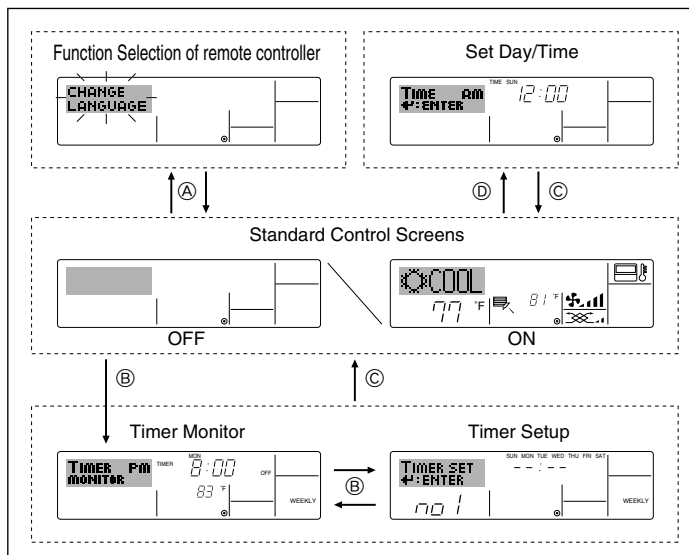 Function Selection of remote controller
CHANGE
LANGUAGE
Set Day/Time
TIME SUN
TIME AM 12:00
↵:ENTER
Ⓐ
Ⓓ
Ⓒ
Standard Control Screens
OFF
COOL
77 °F 81 °F
ON
Ⓑ
Ⓒ
Timer Monitor
MON
TIMER PM TIMER 8:00 OFF
MONITOR
83 °F
WEEKLY
Ⓑ
Timer Setup
SUN MON TUE WED THU FRI SAT
TIMER SET --:--
↵:ENTER
no 1 WEEKLY